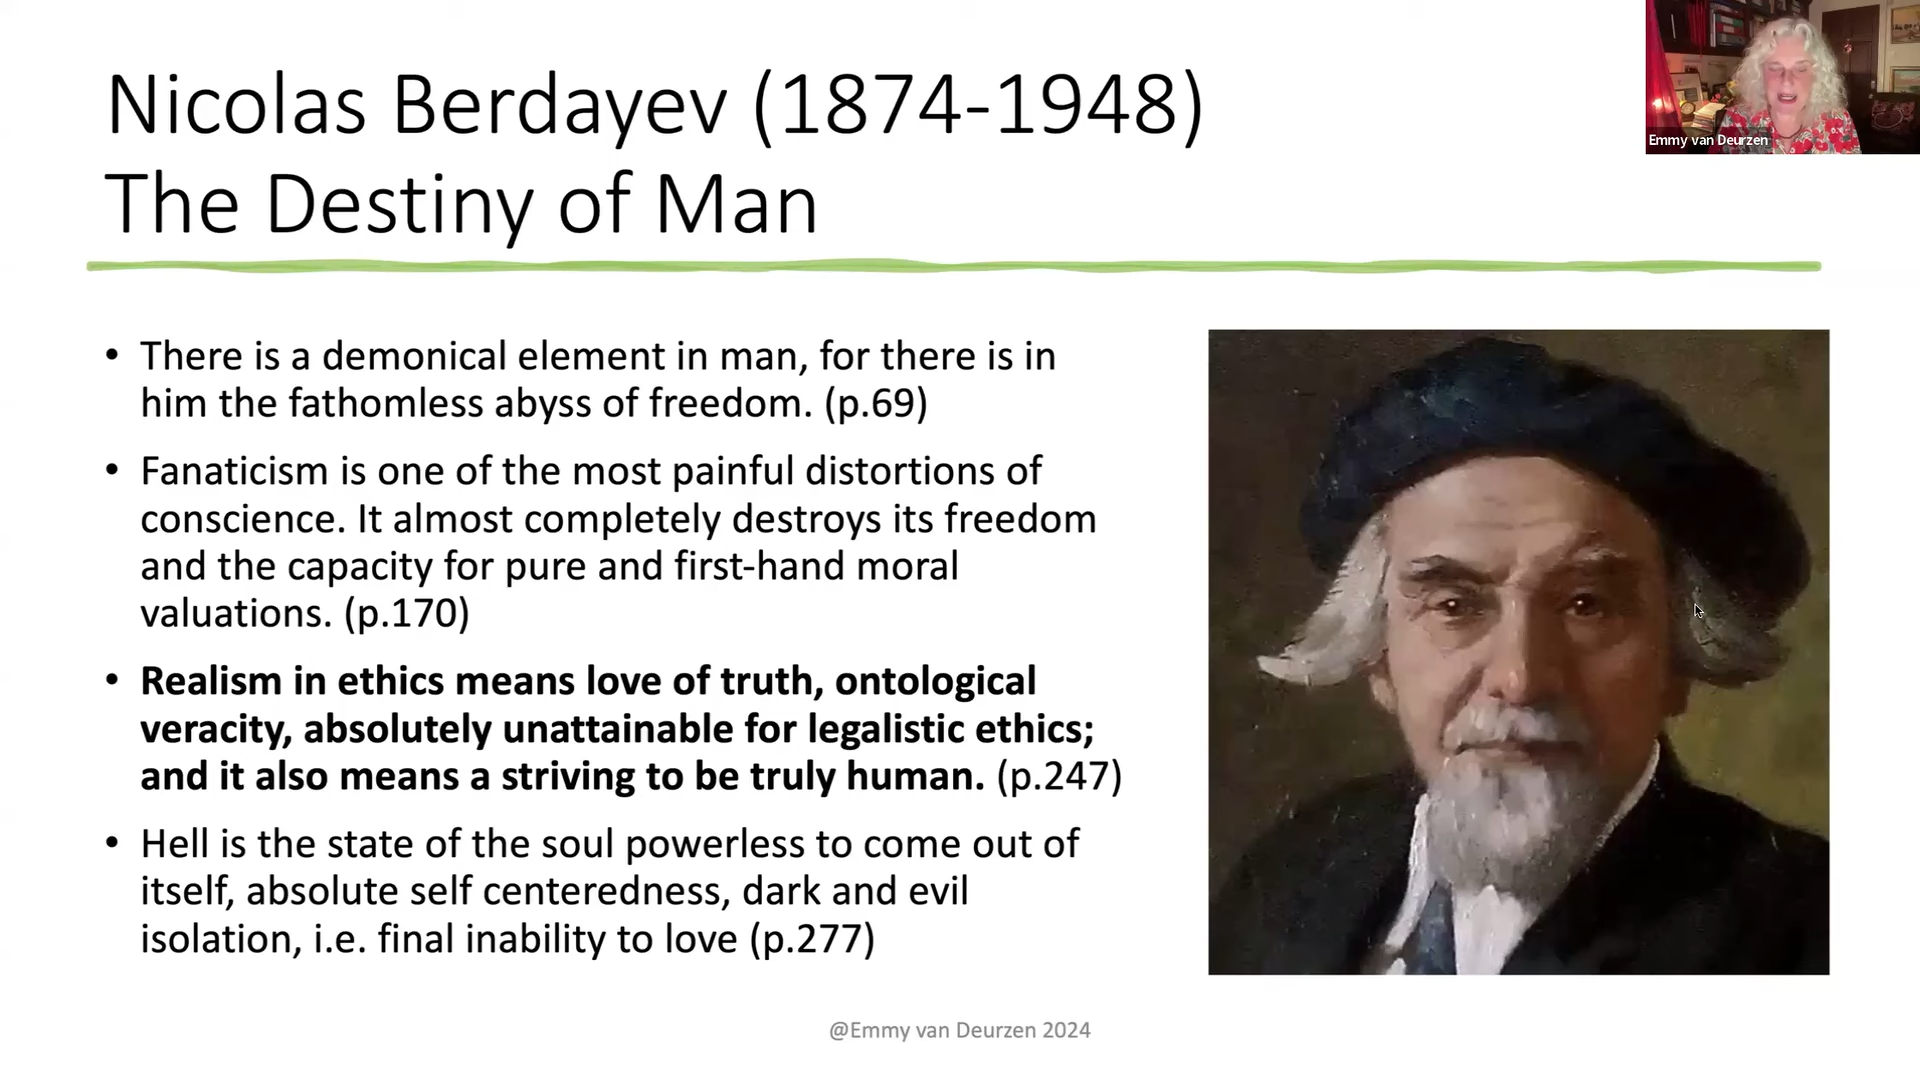 Nicolas Berdayev (1874-1948)
The Destiny of Man
Emmy van Deurzen
• There is a demonical element in man, for there is in
him the fathomless abyss of freedom. (p.69)
• Fanaticism is one of the most painful distortions of
conscience. It almost completely destroys its freedom
and the capacity for pure and first-hand moral
valuations. (p.170)
• Realism in ethics means love of truth, ontological
veracity, absolutely unattainable for legalistic ethics;
and it also means a striving to be truly human. (p.247)
• Hell is the state of the soul powerless to come out of
itself, absolute self centeredness, dark and evil
isolation, i.e. final inability to love (p.277)
@Emmy van Deurzen 2024